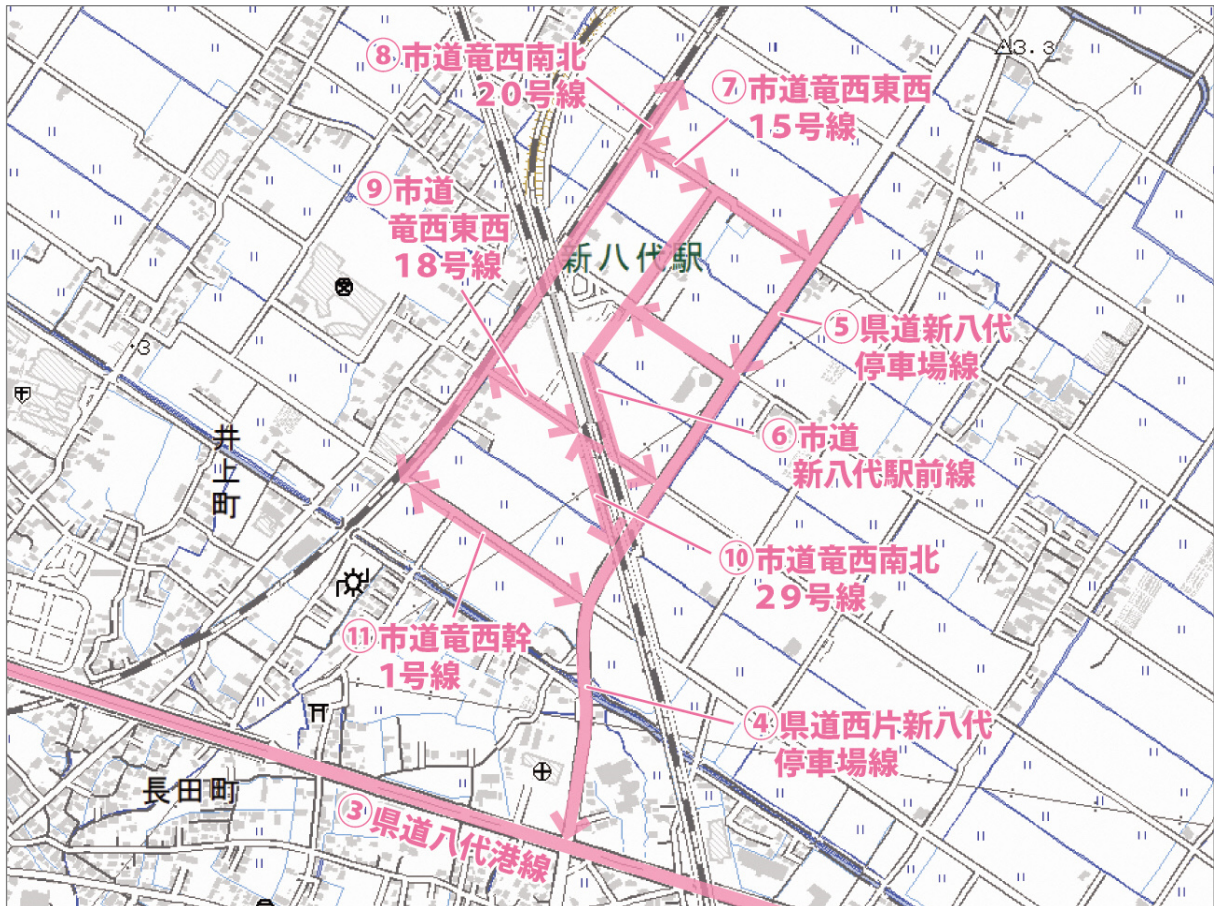 ⑧市道竜西南北
20号線
⑦市道竜西東西
15号線
3.3
⑨市道
竜西東西
18号線
新八代駅
⑤県道新八代
停車場線
3
⑥市道
新八代駅前線
井上町
⑩市道竜西南北
29号線
⑪市道竜西幹
1号線
④県道西片新八代
停車場線
長田町
③県道八代港線